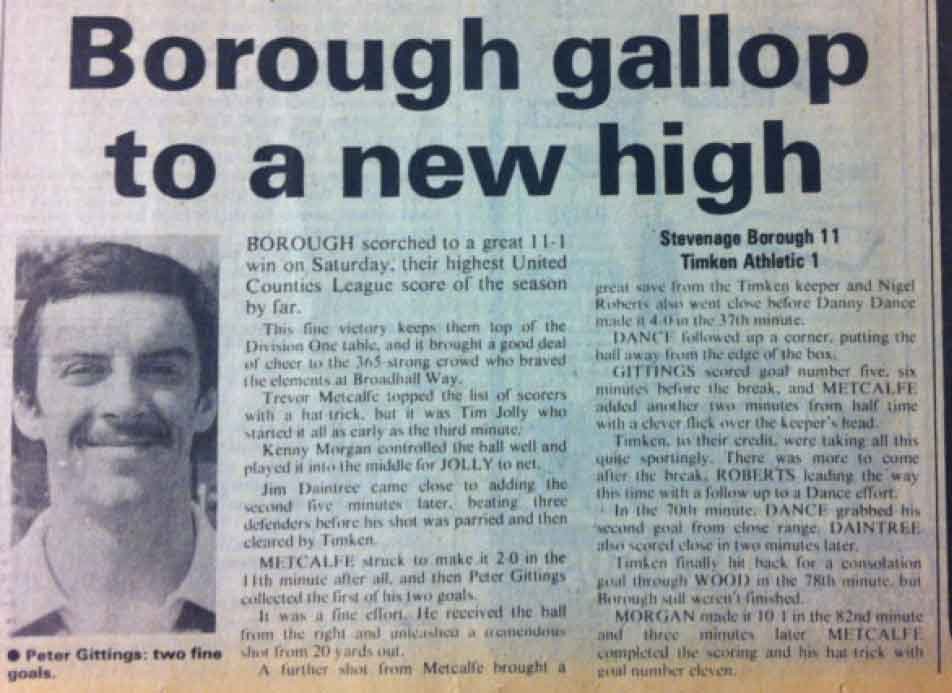 Borough gallop
to a new high
BOROUGH scorched to a great 11-1
win on Saturday, their highest United
Counties League score of the season
by far.
This fine victory keeps them top of the
Division One table, and it brought a good deal
of cheer to the 365-strong crowd who braved
the elements at Broadhall Way.
Trevor Metcalfe topped the list of scorers
with a hat-trick, but it was Tim Jolly who
started it all as early as the third minute.
Kenny Morgan controlled the ball well and
played it into the middle for JOLLY to net.
Jim Daintree came close to adding the
second five minutes later, beating three
defenders before his shot was parried and then
cleared by Timken.
METCALFE struck to make it 2-0 in the
11th minute after all, and then Peter Gittings
collected the first of his two goals.
It was a fine effort. He received the ball
from the right and unleashed a tremendous
shot from 20 yards out.
A further shot from Metcalfe brought a
Stevenage Borough 11
Timken Athletic 1
great save from the Timken keeper and Nigel
Roberts also went close before Danny Dance
made it 4-0 in the 37th minute.
DANCE followed up a corner, putting the
ball away from the edge of the box.
GITTINGS scored goal number five, six
minutes before the break, and METCALFE
added another two minutes from half time
with a clever flick over the keeper's head.
Timken, to their credit, were taking all this
quite sportingly. There was more to come
after the break, ROBERTS leading the way
this time with a follow up to a Dance effort.
In the 70th minute, DANCE grabbed his
second goal from close range. DAINTREE
also scored close in two minutes later.
Timken finally hit back for a consolation
goal through WOOD in the 78th minute, but
Borough still weren't finished.
MORGAN made it 10-1 in the 82nd minute
and three minutes later METCALFE
completed the scoring and his hat-trick with
goal number eleven.
● Peter Gittings: two fine
goals.